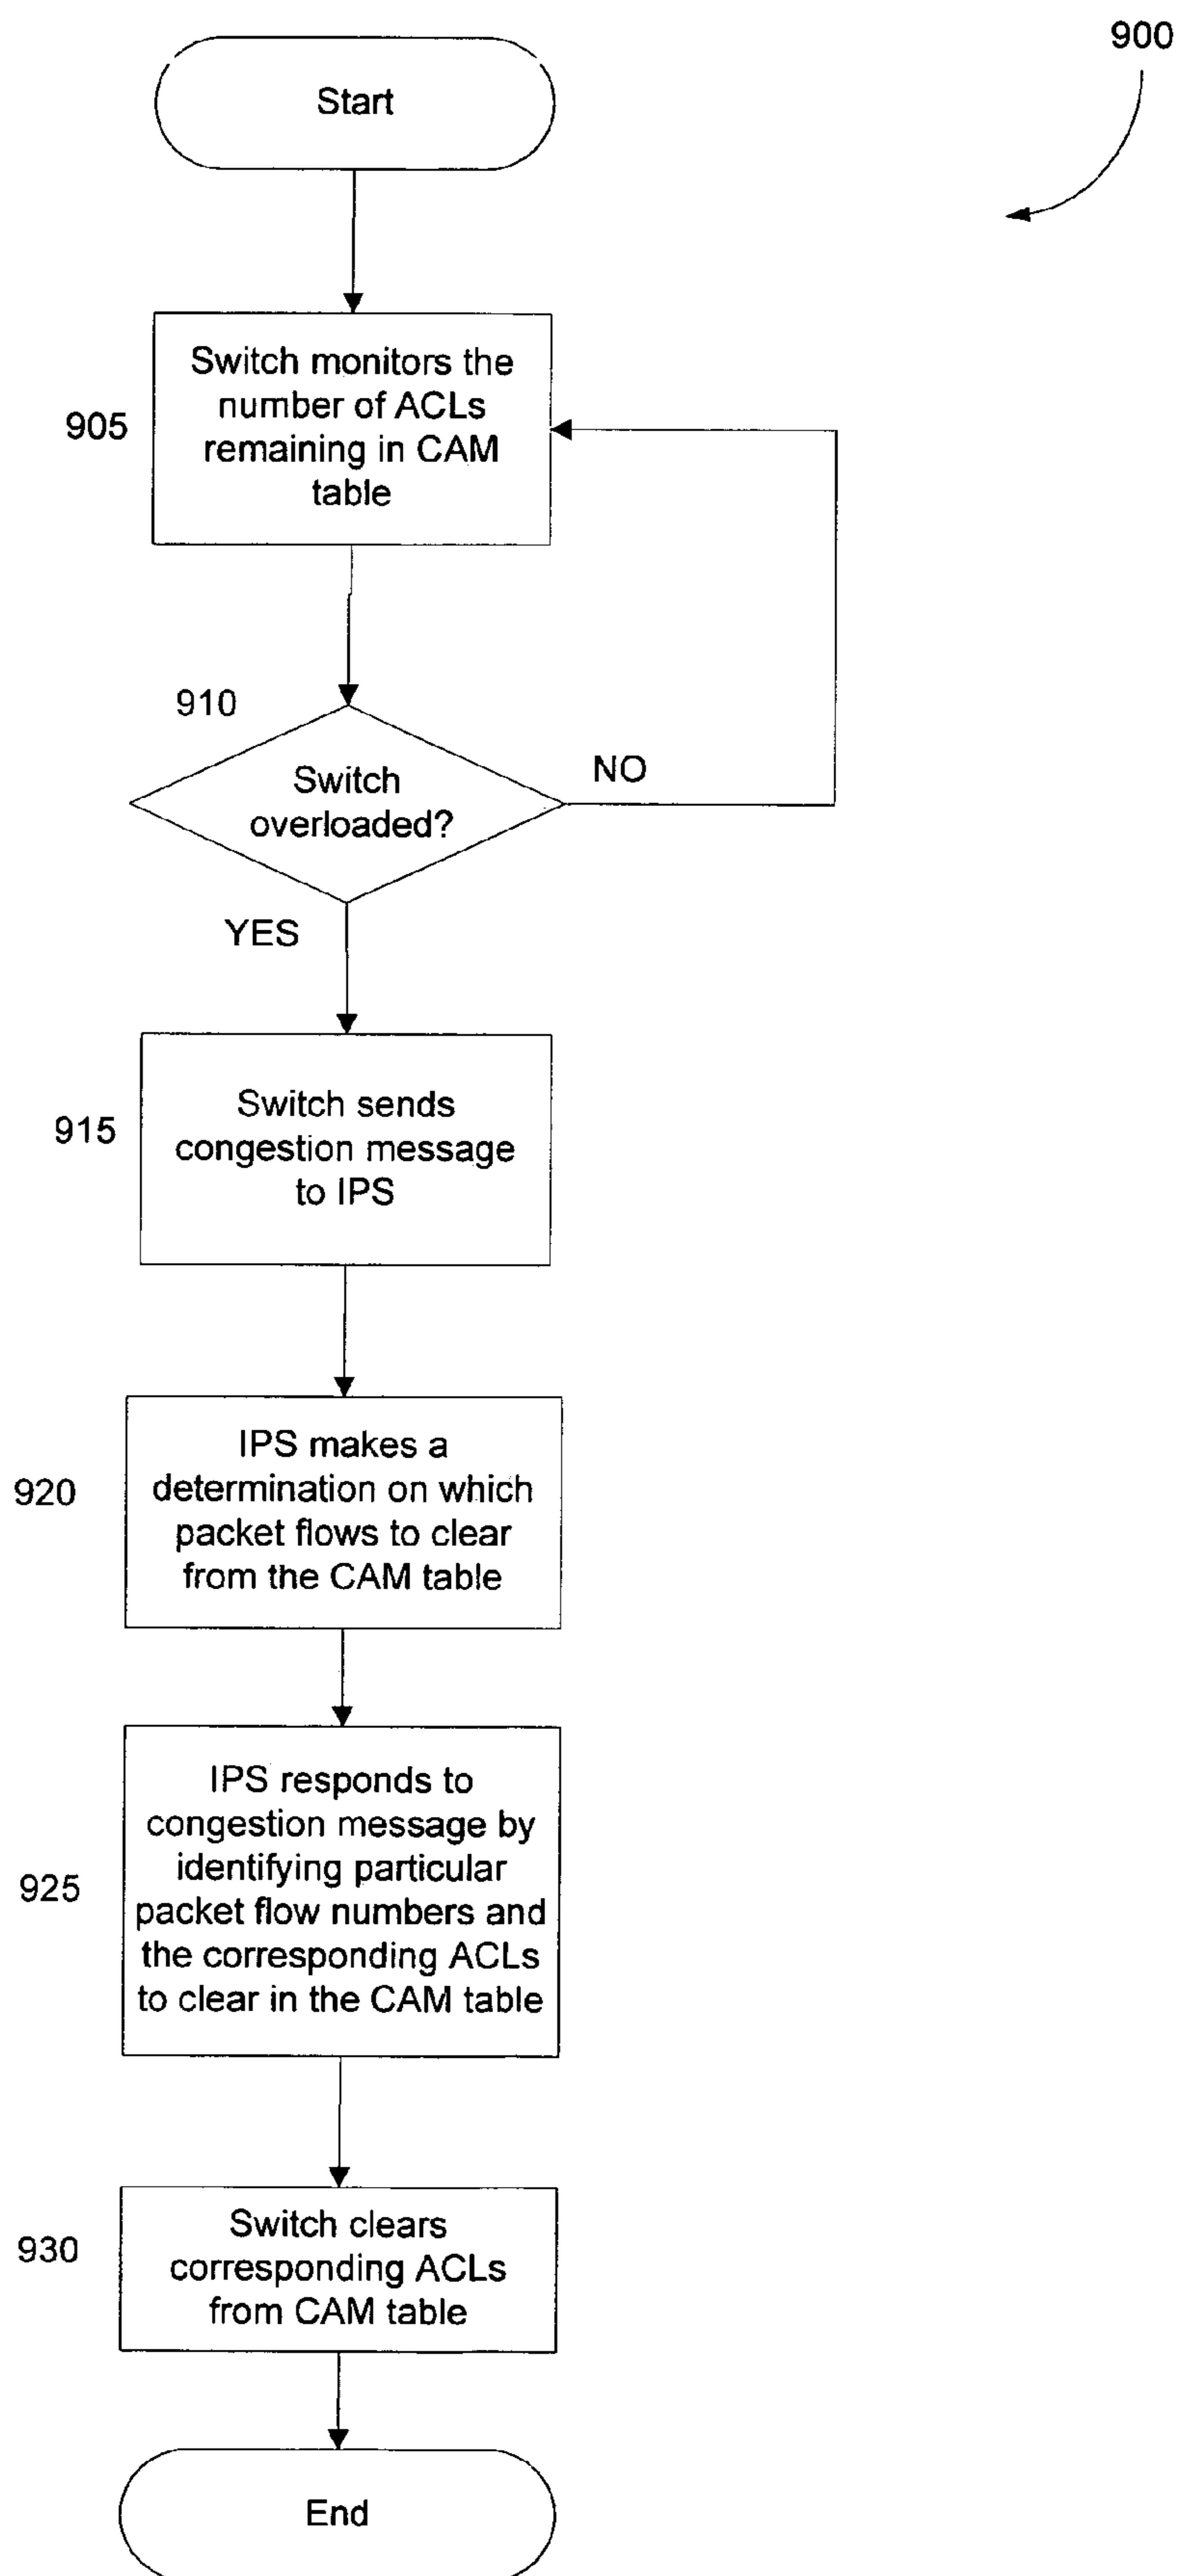 900
Start
905
Switch monitors the
number of ACLs
remaining in CAM
table
910
Switch
overloaded?
NO
YES
915
Switch sends
congestion message
to IPS
920
IPS makes a
determination on which
packet flows to clear
from the CAM table
925
IPS responds to
congestion message by
identifying particular
packet flow numbers and
the corresponding ACLs
to clear in the CAM table
930
Switch clears
corresponding ACLs
from CAM table
End